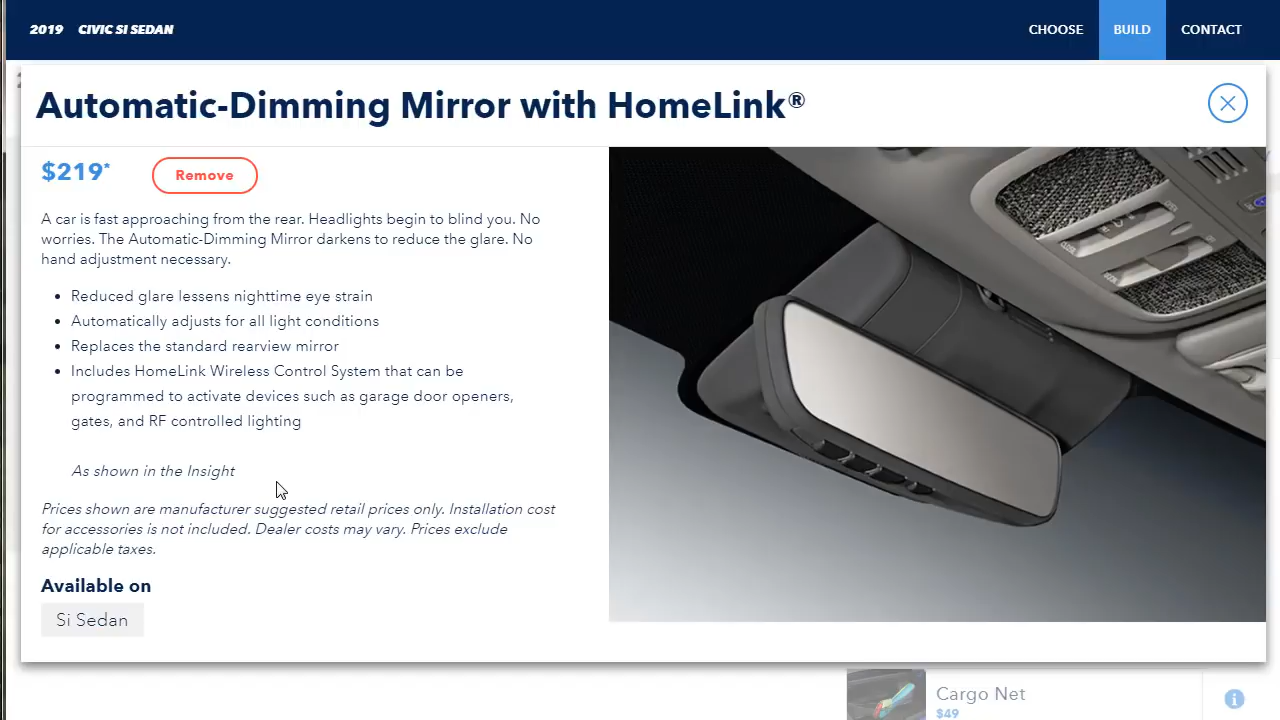 2019 CIVIC SI SEDAN
CHOOSE
BUILD
CONTACT
Automatic-Dimming Mirror with HomeLink®
$219*
Remove
A car is fast approaching from the rear. Headlights begin to blind you. No
worries. The Automatic-Dimming Mirror darkens to reduce the glare. No
hand adjustment necessary.
• Reduced glare lessens nighttime eye strain
• Automatically adjusts for all light conditions
• Replaces the standard rearview mirror
• Includes HomeLink Wireless Control System that can be
programmed to activate devices such as garage door openers,
gates, and RF controlled lighting
As shown in the Insight
Prices shown are manufacturer suggested retail prices only. Installation cost
for accessories is not included. Dealer costs may vary. Prices exclude
applicable taxes.
Available on
Si Sedan
Cargo Net
$49